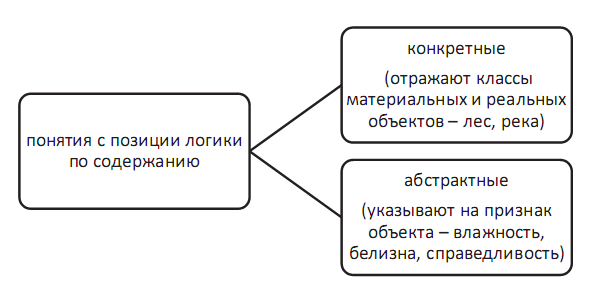 понятия с позиции логики
по содержанию
конкретные
(отражают классы
материальных и реальных
объектов – лес, река)
абстрактные
(указывают на признак
объекта – влажность,
белизна, справедливость)